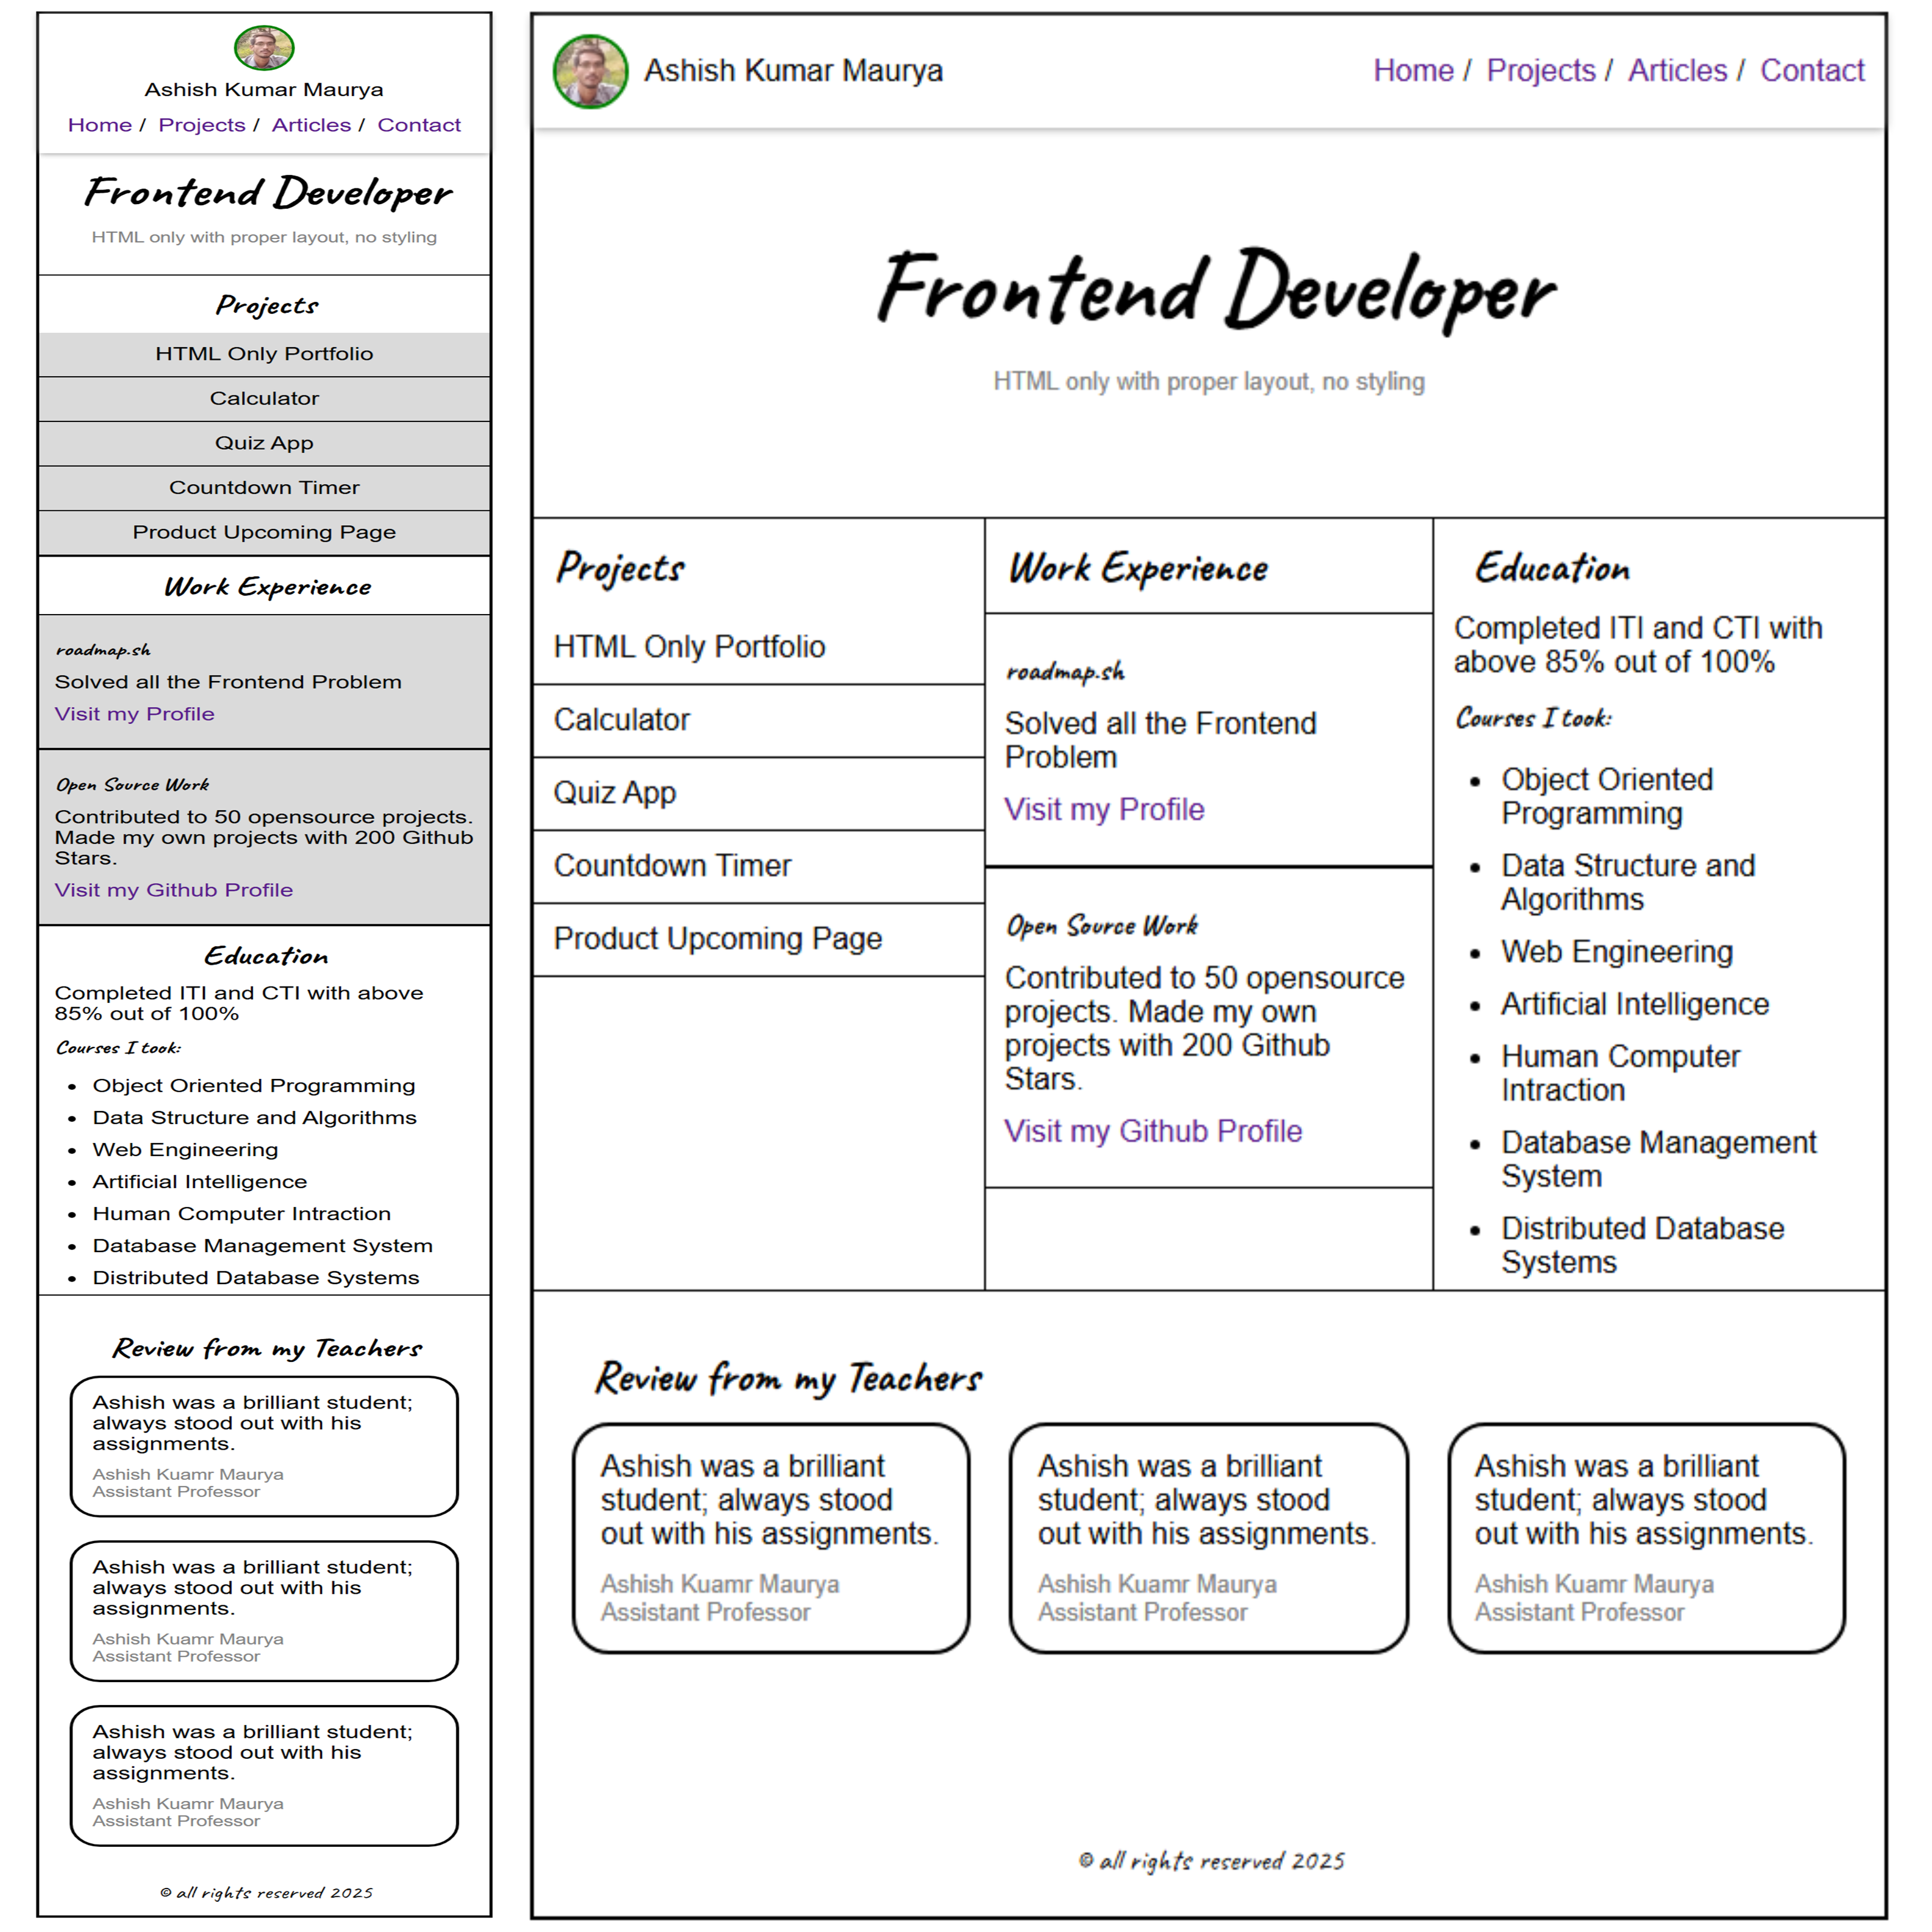 Ashish Kumar Maurya
Home / Projects / Articles / Contact
Frontend Developer
HTML only with proper layout, no styling
Projects
HTML Only Portfolio
Calculator
Quiz App
Countdown Timer
Product Upcoming Page
Work Experience
roadmap.sh
Solved all the Frontend Problem
Visit my Profile
Open Source Work
Contributed to 50 opensource projects.
Made my own projects with 200 Github
Stars.
Visit my Github Profile
Education
Completed ITI and CTI with above
85% out of 100%
Courses I took:
• Object Oriented Programming
• Data Structure and Algorithms
• Web Engineering
• Artificial Intelligence
• Human Computer Intraction
• Database Management System
• Distributed Database Systems
Review from my Teachers
Ashish was a brilliant student;
always stood out with his
assignments.
Ashish Kuamr Maurya
Assistant Professor
Ashish was a brilliant student;
always stood out with his
assignments.
Ashish Kuamr Maurya
Assistant Professor
Ashish was a brilliant student;
always stood out with his
assignments.
Ashish Kuamr Maurya
Assistant Professor
© all rights reserved 2025
Ashish Kumar Maurya
Home / Projects / Articles / Contact
Frontend Developer
HTML only with proper layout, no styling
Projects
HTML Only Portfolio
Calculator
Quiz App
Countdown Timer
Product Upcoming Page
Work Experience
roadmap.sh
Solved all the Frontend
Problem
Visit my Profile
Open Source Work
Contributed to 50 opensource
projects. Made my own
projects with 200 Github
Stars.
Visit my Github Profile
Education
Completed ITI and CTI with
above 85% out of 100%
Courses I took:
• Object Oriented
Programming
• Data Structure and
Algorithms
• Web Engineering
• Artificial Intelligence
• Human Computer
Intraction
• Database Management
System
• Distributed Database
Systems
Review from my Teachers
Ashish was a brilliant
student; always stood
out with his assignments.
Ashish Kuamr Maurya
Assistant Professor
Ashish was a brilliant
student; always stood
out with his assignments.
Ashish Kuamr Maurya
Assistant Professor
Ashish was a brilliant
student; always stood
out with his assignments.
Ashish Kuamr Maurya
Assistant Professor
© all rights reserved 2025